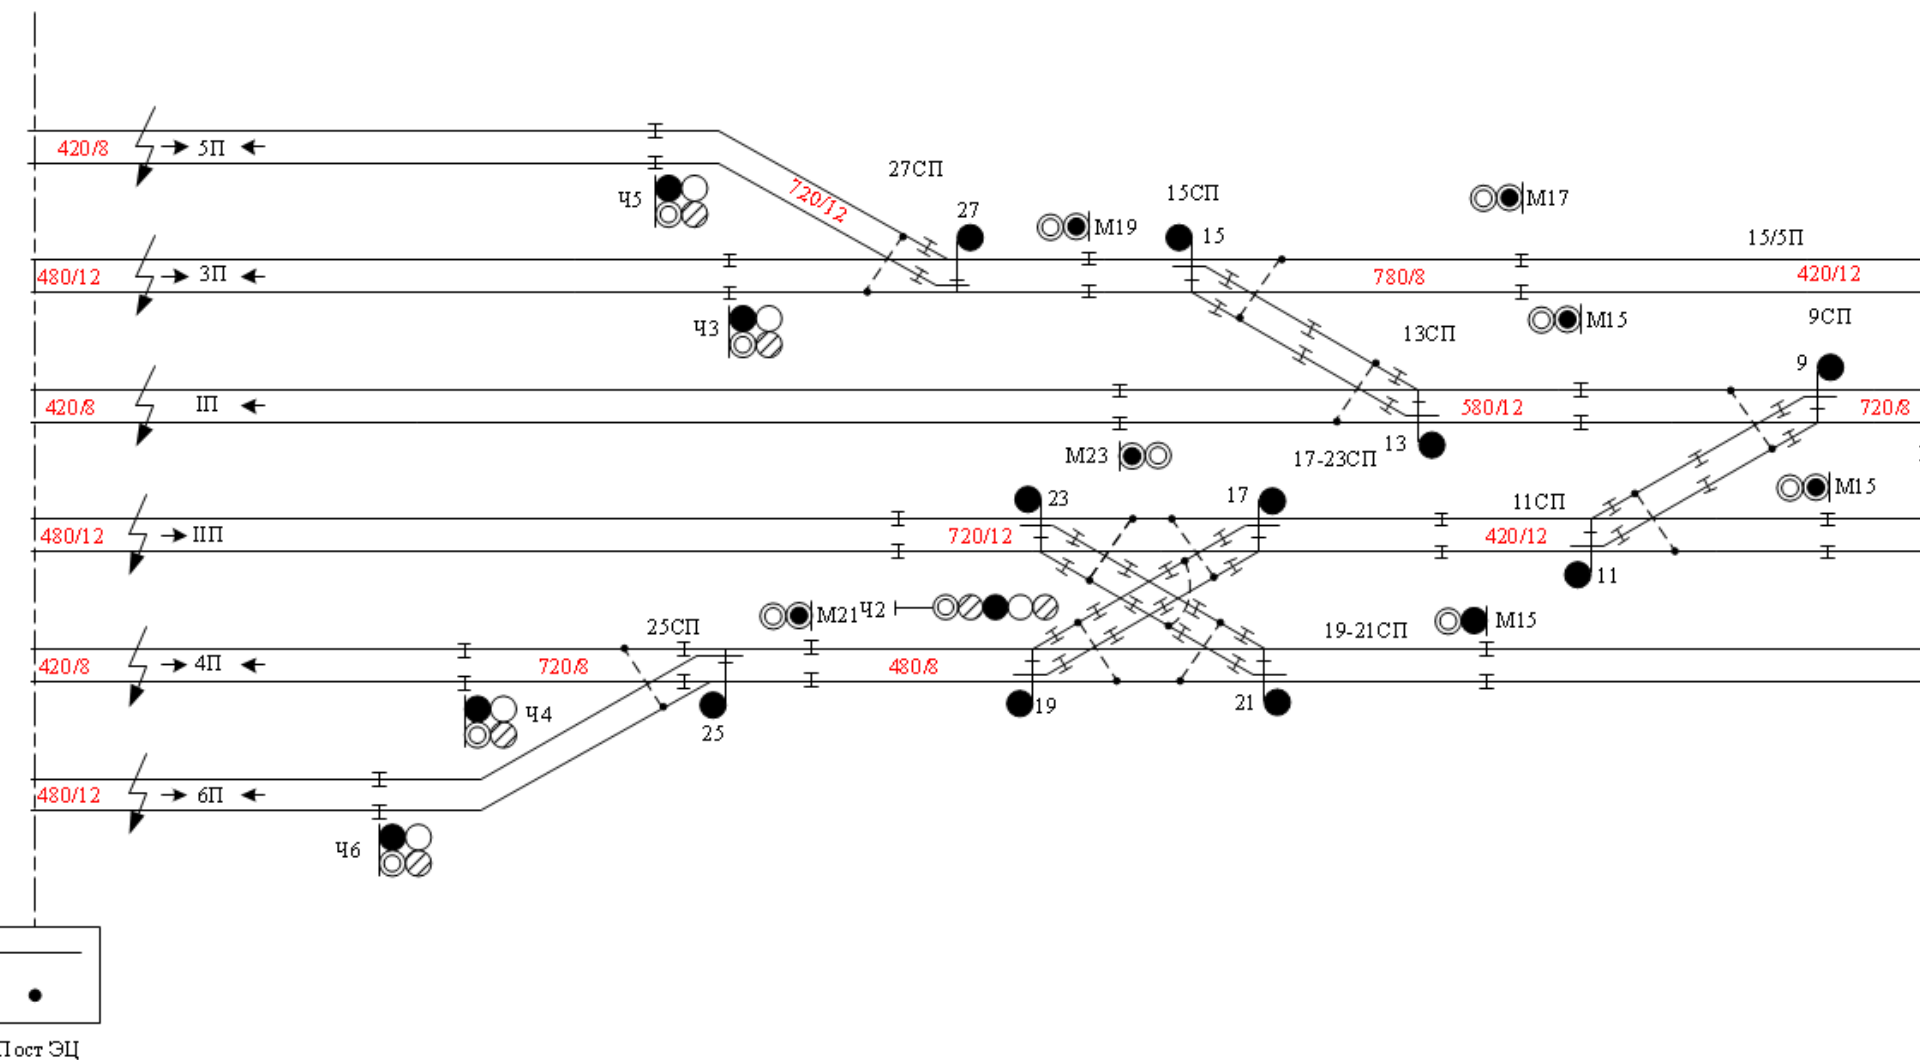 420/8
5П
Ч5
720/12
27СП
27
М19
15СП
15
М17
15/5П
480/12
3П
780/8
420/12
Ч3
М15
13СП
9СП
9
420/8
IП
580/12
720/8
М23
17-23СП
13
23
17
11СП
М15
480/12
IIП
720/12
420/12
11
М21
Ч2
25СП
19-21СП
М15
420/8
4П
720/8
480/8
Ч4
25
19
21
480/12
6П
Ч6
Пост ЭЦ